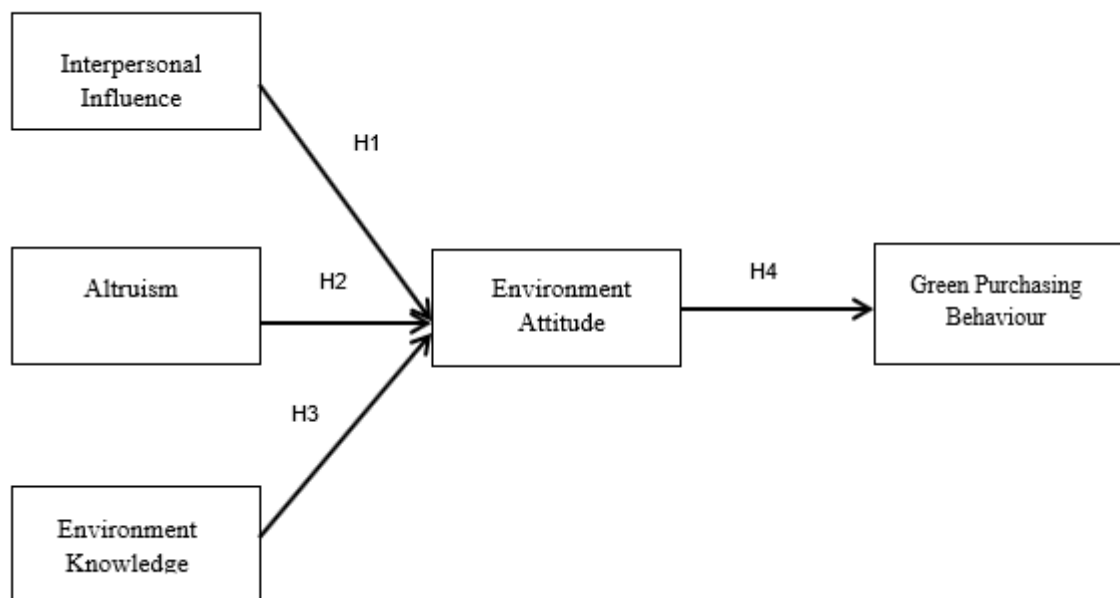 Interpersonal
Influence
H1
Altruism
H2
Environment
Attitude
H4
Green Purchasing
Behaviour
H3
Environment
Knowledge